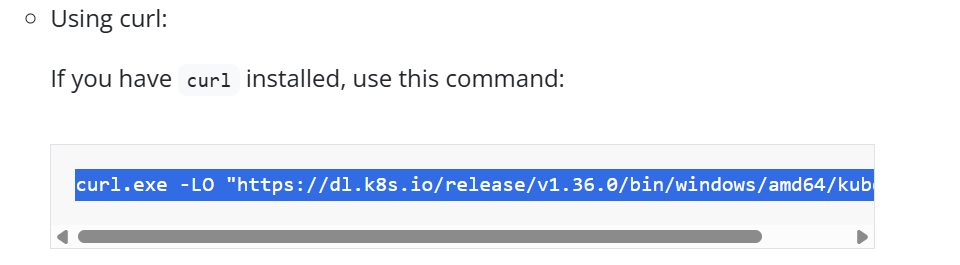 Using curl:
If you have curl installed, use this command:
curl.exe -LO "https://dl.k8s.io/release/v1.36.0/bin/windows/amd64/kub